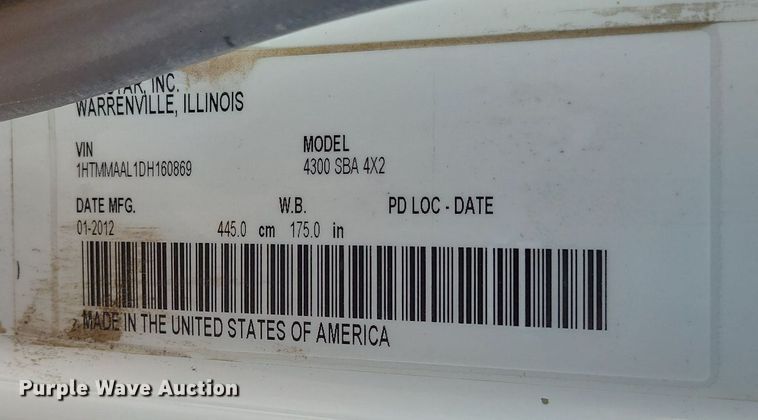 INC.
WARRENVILLE, ILLINOIS
VIN MODEL
1HTMMAAL1DH160869 4300 SBA 4X2
DATE MFG. W.B. PD LOC - DATE
01-2012 445.0 cm 175.0 in
MADE IN THE UNITED STATES OF AMERICA
Purple Wave Auction